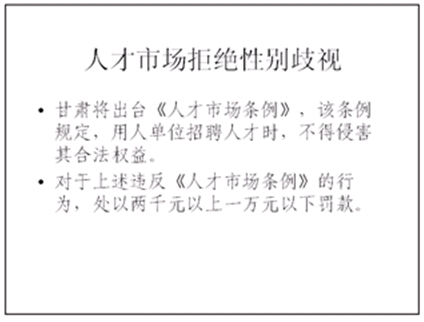 人才市场拒绝性别歧视
• 甘肃将出台《人才市场条例》，该条例
规定，用人单位招聘人才时，不得侵害
其合法权益。
• 对于上述违反《人才市场条例》的行
为，处以两千元以上一万元以下罚款。